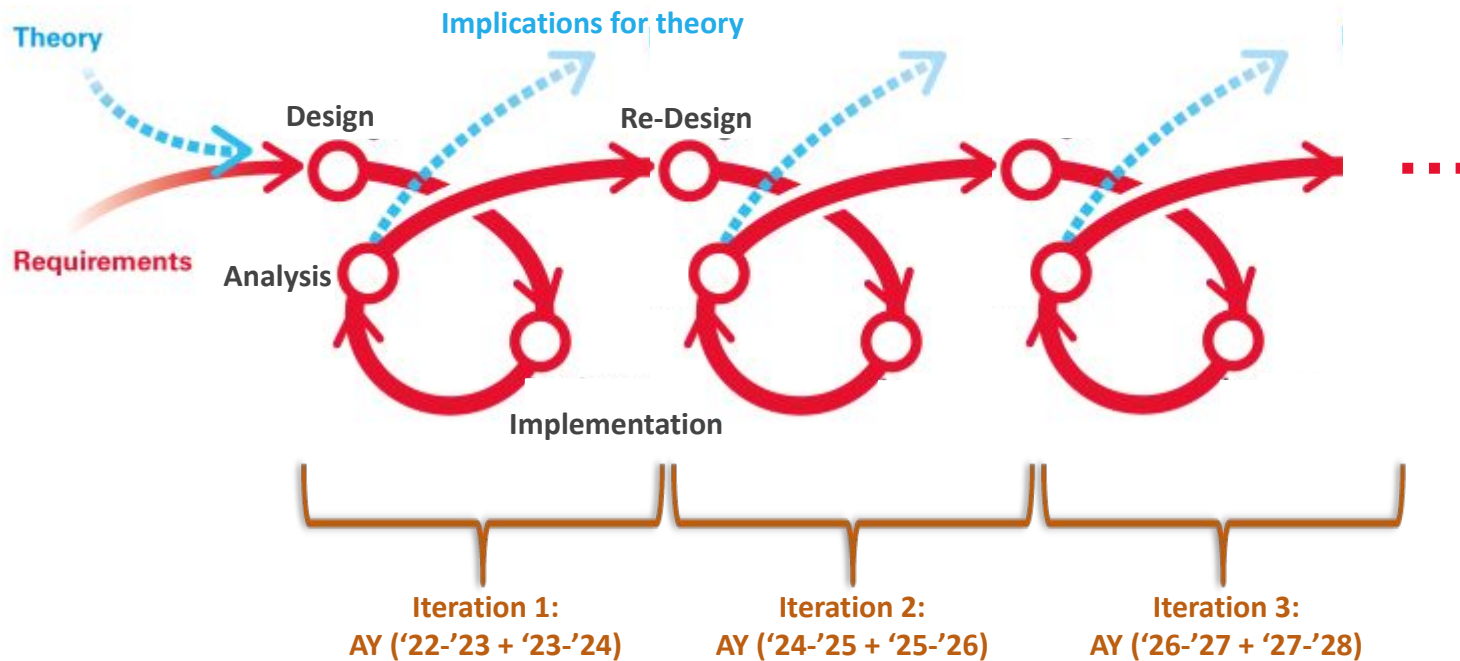 Implications for theory
Theory
Design
Re-Design
Requirements
Analysis
Implementation
Iteration 1:
AY (‘22-’23 + ‘23-’24)
Iteration 2:
AY (‘24-’25 + ‘25-’26)
Iteration 3:
AY (‘26-’27 + ‘27-’28)